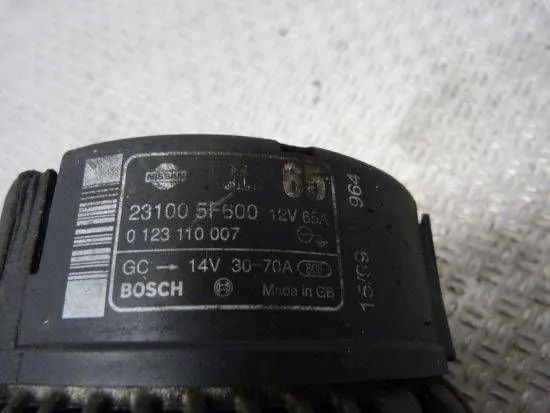 NISSAN 65
23100 5F600 12V 65A
0 123 110 007
GC → 14V 30-70A
BOSCH Made in GB
964